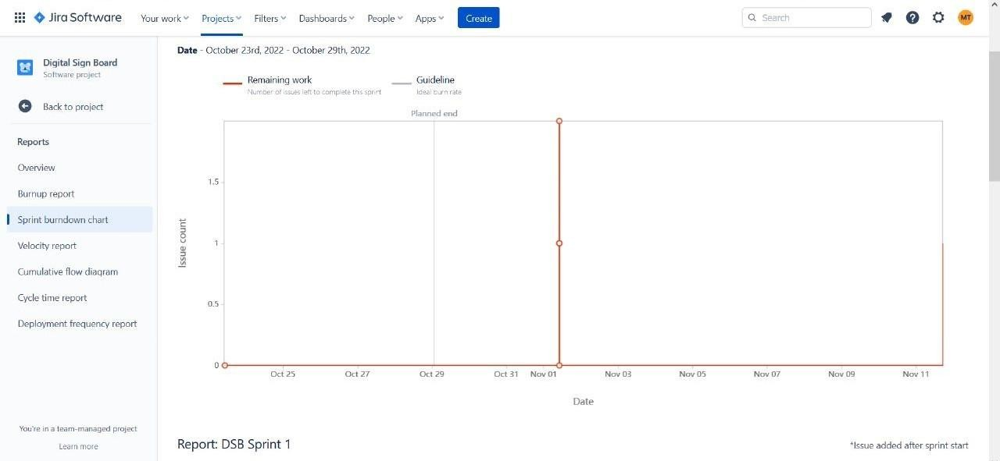 Jira Software Your work Projects Filters Dashboards People Apps Create Search MT
Digital Sign Board
Software project
Back to project
Reports
Overview
Burnup report
Sprint burndown chart
Velocity report
Cumulative flow diagram
Cycle time report
Deployment frequency report
You're in a team-managed project
Learn more
Date - October 23rd, 2022 - October 29th, 2022
Remaining work Guideline
Number of issues left to complete this sprint Ideal burn rate
Planned end
1.5
1
0.5
0
Issue count
Oct 25 Oct 27 Oct 29 Oct 31 Nov 01 Nov 03 Nov 05 Nov 07 Nov 09 Nov 11
Date
Report: DSB Sprint 1
*Issue added after sprint start